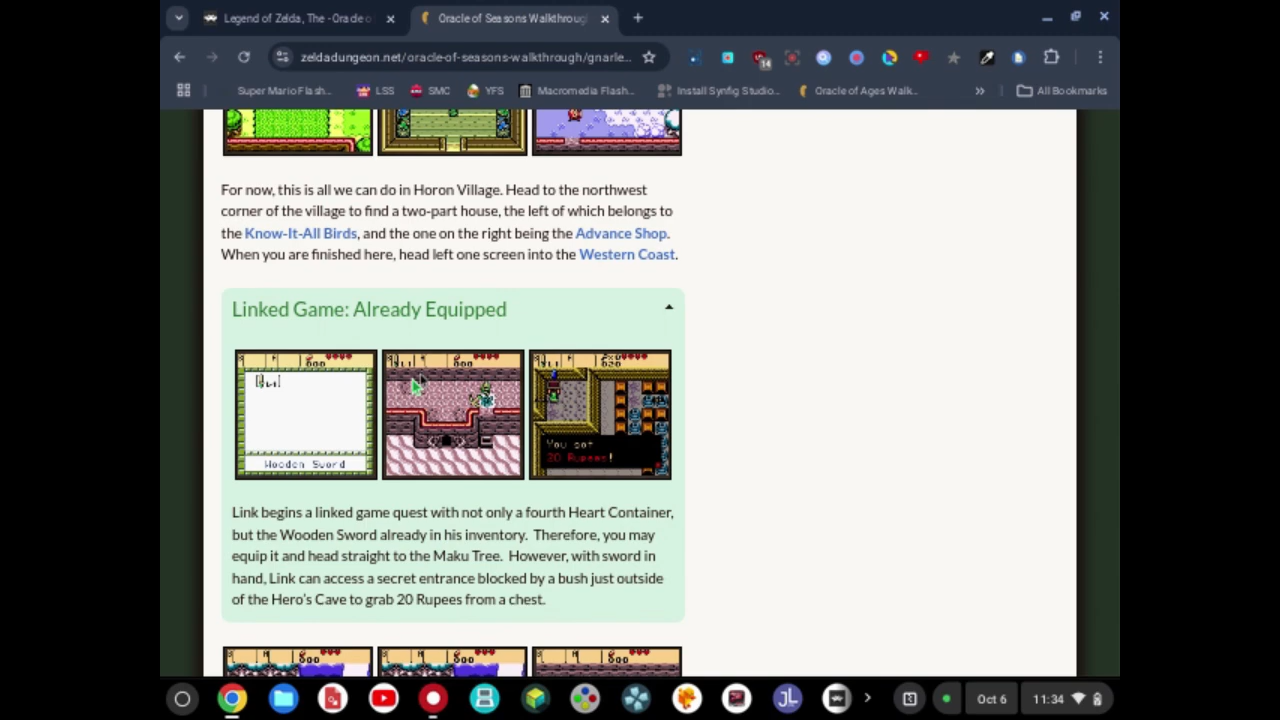 Legend of Zelda, The - Oracle o
Oracle of Seasons Walkthroug
zeldadungeon.net/oracle-of-seasons-walkthrough/gnarle...
14
Super Mario Flash...
LSS
SMC
YFS
Macromedia Flash...
Install Synfig Studio...
Oracle of Ages Walk...
»
All Bookmarks
For now, this is all we can do in Horon Village. Head to the northwest
corner of the village to find a two-part house, the left of which belongs to
the Know-It-All Birds, and the one on the right being the Advance Shop.
When you are finished here, head left one screen into the Western Coast.
Linked Game: Already Equipped
Wooden Sword
You got
20 Rupees!
Link begins a linked game quest with not only a fourth Heart Container,
but the Wooden Sword already in his inventory. Therefore, you may
equip it and head straight to the Maku Tree. However, with sword in
hand, Link can access a secret entrance blocked by a bush just outside
of the Hero's Cave to grab 20 Rupees from a chest.
JL
Oct 6
11:34